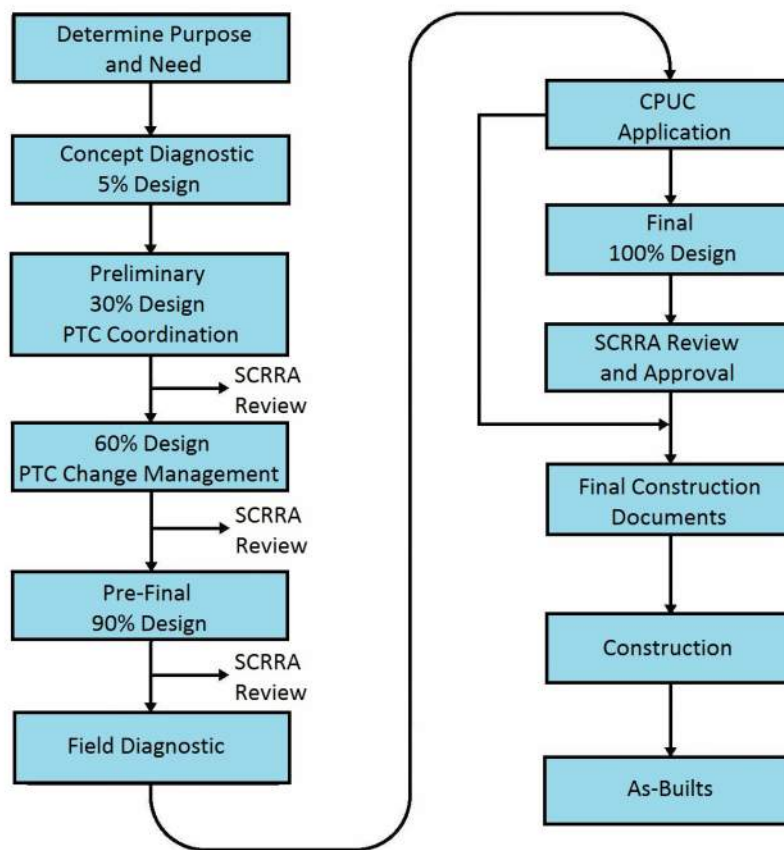 Determine Purpose
and Need
Concept Diagnostic
5% Design
Preliminary
30% Design
PTC Coordination
SCRRA
Review
60% Design
PTC Change Management
SCRRA
Review
Pre-Final
90% Design
SCRRA
Review
Field Diagnostic
CPUC
Application
Final
100% Design
SCRRA Review
and Approval
Final Construction
Documents
Construction
As-Builts